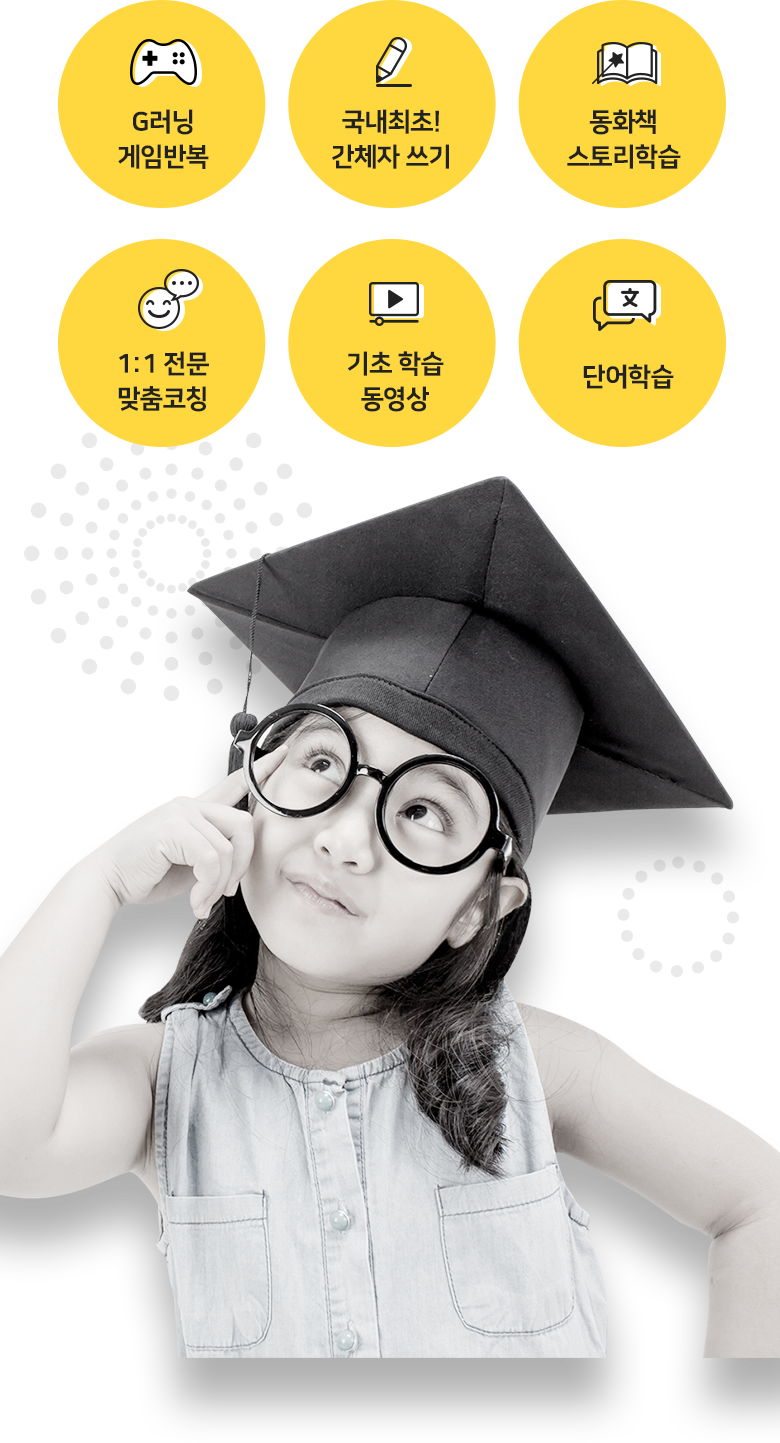 G러닝
게임반복
국내최초!
간체자 쓰기
동화책
스토리학습
1:1 전문
맞춤코칭
기초 학습
동영상
文
단어학습